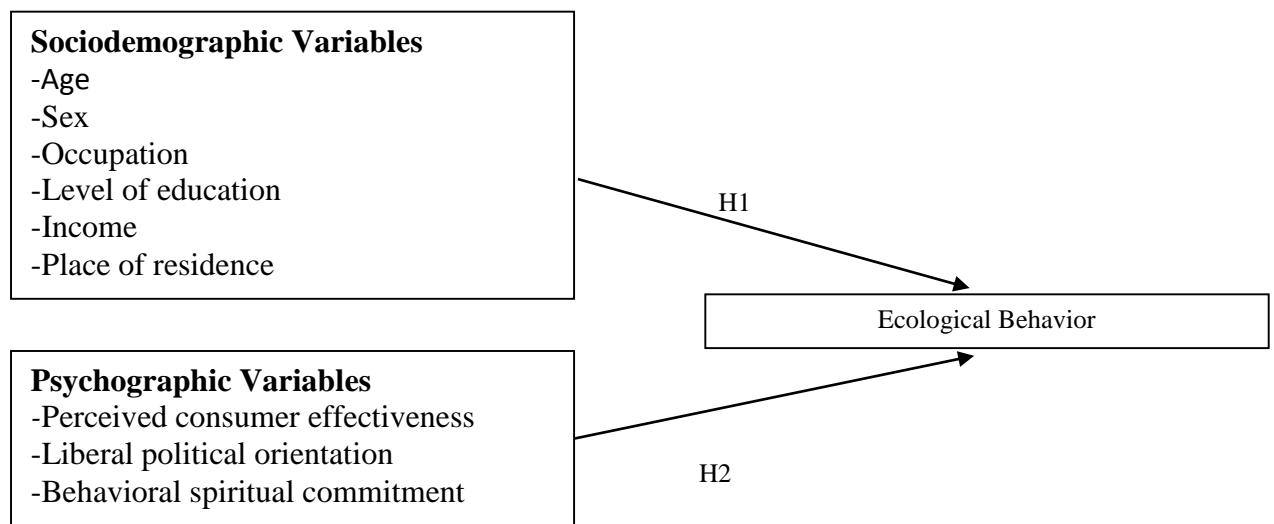 Sociodemographic Variables
-Age
-Sex
-Occupation
-Level of education
-Income
-Place of residence
H1
Ecological Behavior
Psychographic Variables
-Perceived consumer effectiveness
-Liberal political orientation
-Behavioral spiritual commitment
H2